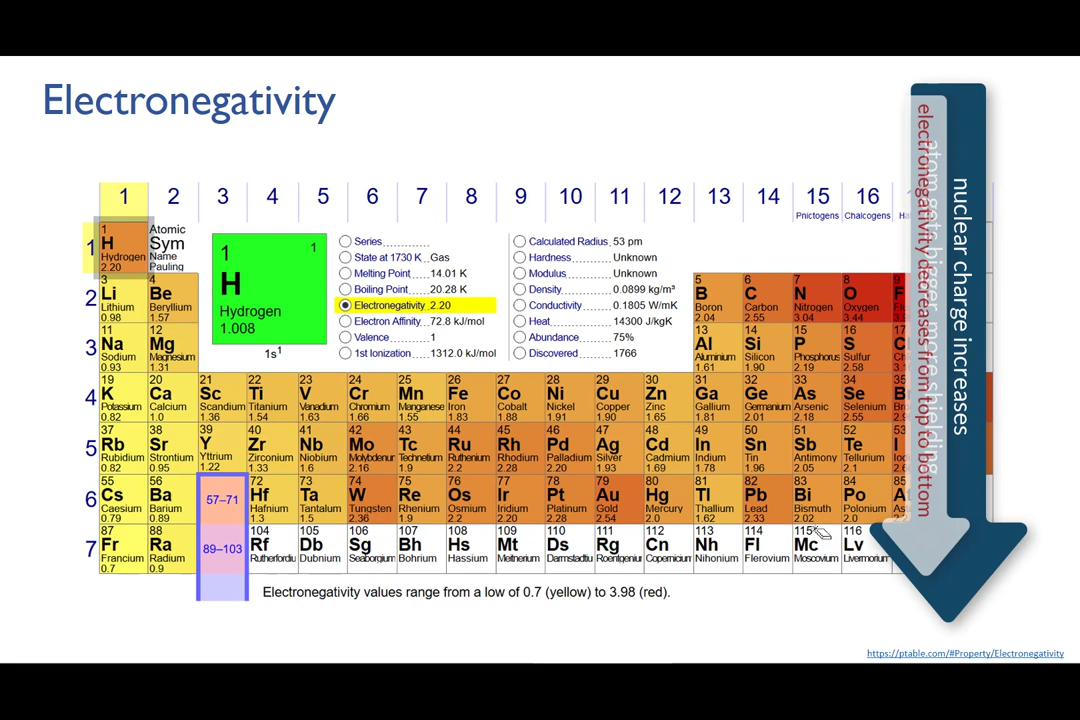 Electronegativity
1 2 3 4 5 6 7 8 9 10 11 12 13 14 15 16
Pnictogens Chalcogens
1
1 H Hydrogen 2.20
Atomic Sym Name Pauling
1 1 H Hydrogen 1.008
1s1
Series
State at 1730 K Gas
Melting Point 14.01 K
Boiling Point 20.28 K
Electronegativity 2.20
Electron Affinity 72.8 kJ/mol
Valence 1
1st Ionization 1312.0 kJ/mol
Calculated Radius 53 pm
Hardness Unknown
Modulus Unknown
Density 0.0899 kg/m³
Conductivity 0.1805 W/mK
Heat 14300 J/kgK
Abundance 75%
Discovered 1766
2
3 Li Lithium 0.98
4 Be Beryllium 1.57
5 B Boron 2.04
6 C Carbon 2.55
7 N Nitrogen 3.04
8 O Oxygen 3.44
9 F
3
11 Na Sodium 0.93
12 Mg Magnesium 1.31
13 Al Aluminium 1.61
14 Si Silicon 1.90
15 P Phosphorus 2.19
16 S Sulfur 2.58
17
4
19 K Potassium 0.82
20 Ca Calcium 1.0
21 Sc Scandium 1.36
22 Ti Titanium 1.54
23 V Vanadium 1.63
24 Cr Chromium 1.66
25 Mn Manganese 1.55
26 Fe Iron 1.83
27 Co Cobalt 1.88
28 Ni Nickel 1.91
29 Cu Copper 1.90
30 Zn Zinc 1.65
31 Ga Gallium 1.81
32 Ge Germanium 2.01
33 As Arsenic 2.18
34 Se Selenium 2.55
35
5
37 Rb Rubidium 0.82
38 Sr Strontium 0.95
39 Y Yttrium 1.22
40 Zr Zirconium 1.33
41 Nb Niobium 1.6
42 Mo Molybdenum 2.16
43 Tc Technetium 1.9
44 Ru Ruthenium 2.2
45 Rh Rhodium 2.28
46 Pd Palladium 2.20
47 Ag Silver 1.93
48 Cd Cadmium 1.69
49 In Indium 1.78
50 Sn Tin 1.96
51 Sb Antimony 2.05
52 Te Tellurium 2.1
53 I
6
55 Cs Caesium 0.79
56 Ba Barium 0.89
57–71
72 Hf Hafnium 1.3
73 Ta Tantalum 1.5
74 W Tungsten 2.36
75 Re Rhenium 1.9
76 Os Osmium 2.2
77 Ir Iridium 2.20
78 Pt Platinum 2.28
79 Au Gold 2.54
80 Hg Mercury 2.0
81 Tl Thallium 1.62
82 Pb Lead 2.33
83 Bi Bismuth 2.02
84 Po Polonium 2.0
85
7
87 Fr Francium 0.7
88 Ra Radium 0.9
89–103
104 Rf Rutherfordiu
105 Db Dubnium
106 Sg Seaborgium
107 Bh Bohrium
108 Hs Hassium
109 Mt Meitnerium
110 Ds Darmstadtiu
111 Rg Roentgeniur
112 Cn Copernicium
113 Nh Nihonium
114 Fl Flerovium
115 Mc Moscovium
116 Lv Livermorium
Electronegativity values range from a low of 0.7 (yellow) to 3.98 (red).
nuclear charge increases
atom gets bigger, more shielding
electronegativity decreases from top to bottom
https://ptable.com/#Property/Electronegativity